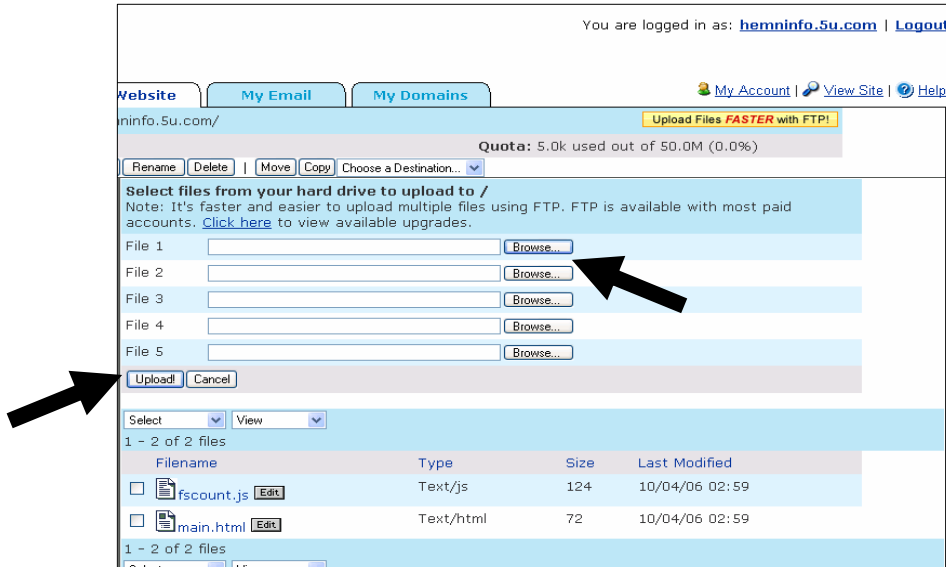 You are logged in as: hemninfo.5u.com | Logout
Website My Email My Domains My Account | View Site | Help
ninfo.5u.com/ Upload Files FASTER with FTP!
Quota: 5.0k used out of 50.0M (0.0%)
Rename Delete | Move Copy Choose a Destination...
Select files from your hard drive to upload to /
Note: It's faster and easier to upload multiple files using FTP. FTP is available with most paid
accounts. Click here to view available upgrades.
File 1 Browse...
File 2 Browse...
File 3 Browse...
File 4 Browse...
File 5 Browse...
Upload! Cancel
Select View
1 - 2 of 2 files
Filename Type Size Last Modified
fscount.js Edit Text/js 124 10/04/06 02:59
main.html Edit Text/html 72 10/04/06 02:59
1 - 2 of 2 files